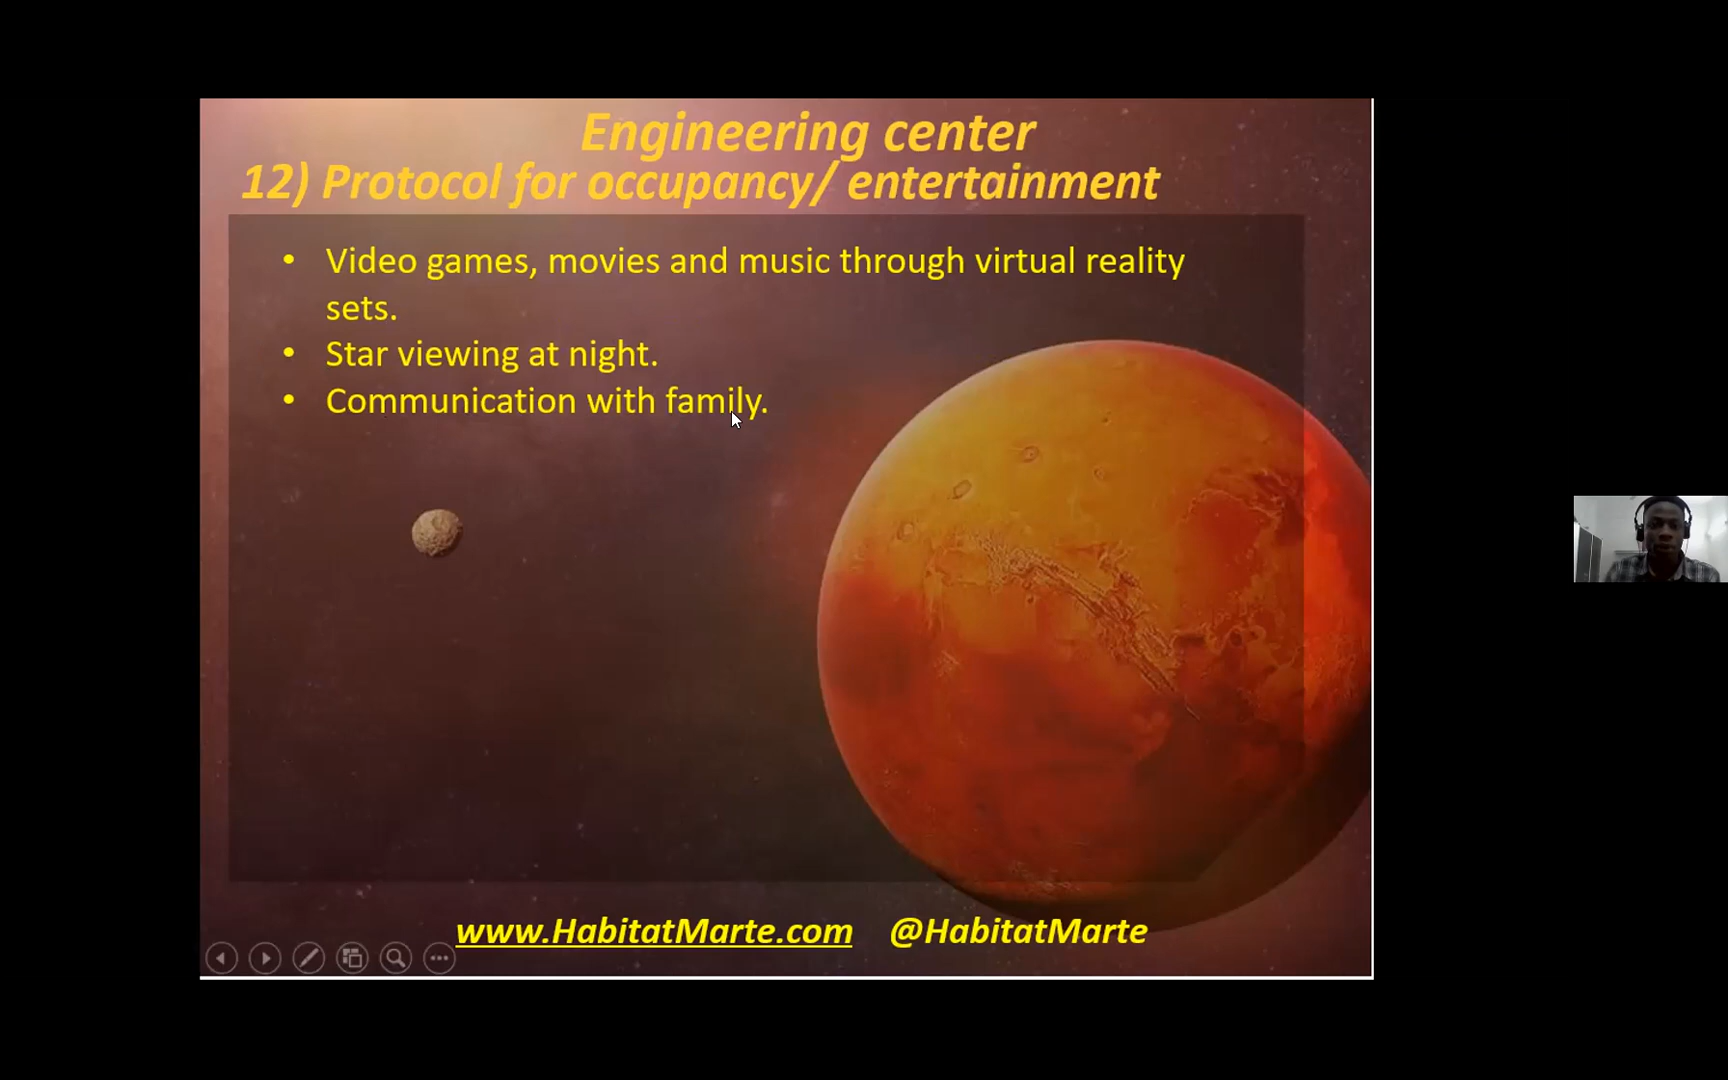 Engineering center
12) Protocol for occupancy/ entertainment
• Video games, movies and music through virtual reality
sets.
• Star viewing at night.
• Communication with family.
www.HabitatMarte.com @HabitatMarte